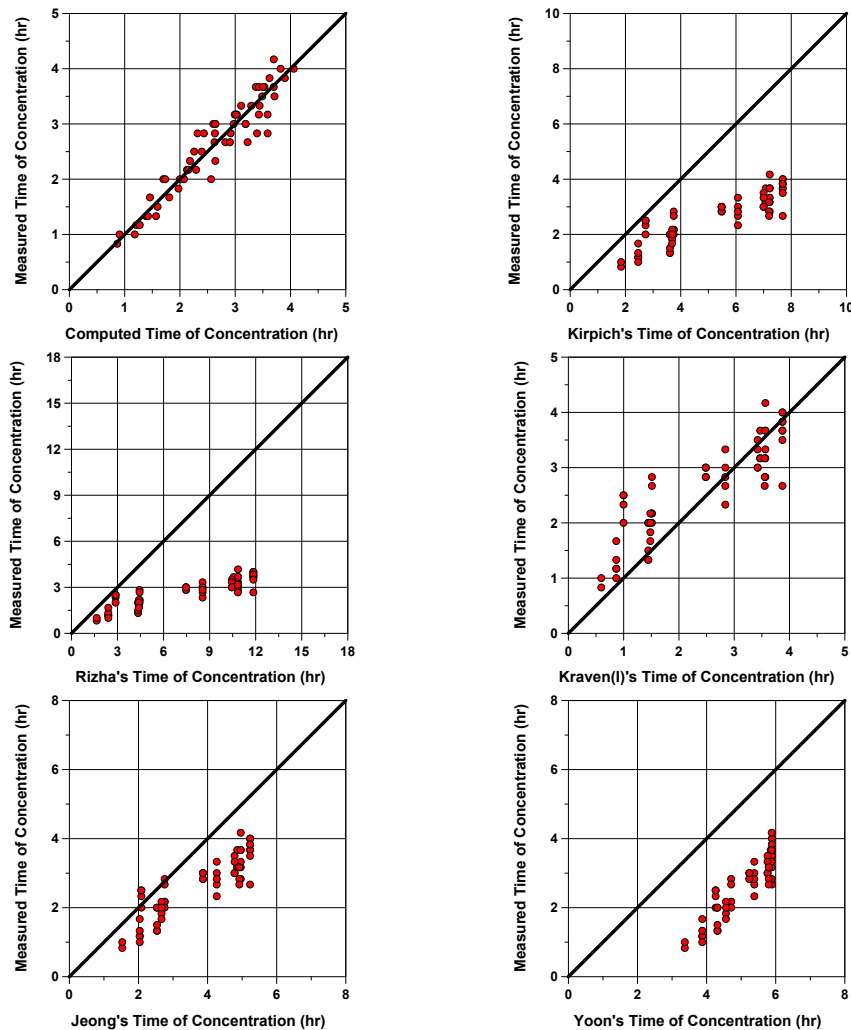 Measured Time of Concentration (hr)
5
4
3
2
1
0
0 1 2 3 4 5
Computed Time of Concentration (hr)
Measured Time of Concentration (hr)
10
8
6
4
2
0
0 2 4 6 8 10
Kirpich's Time of Concentration (hr)
Measured Time of Concentration (hr)
18
15
12
9
6
3
0
0 3 6 9 12 15 18
Rizha's Time of Concentration (hr)
Measured Time of Concentration (hr)
5
4
3
2
1
0
0 1 2 3 4 5
Kraven(I)'s Time of Concentration (hr)
Measured Time of Concentration (hr)
8
6
4
2
0
0 2 4 6 8
Jeong's Time of Concentration (hr)
Measured Time of Concentration (hr)
8
6
4
2
0
0 2 4 6 8
Yoon's Time of Concentration (hr)